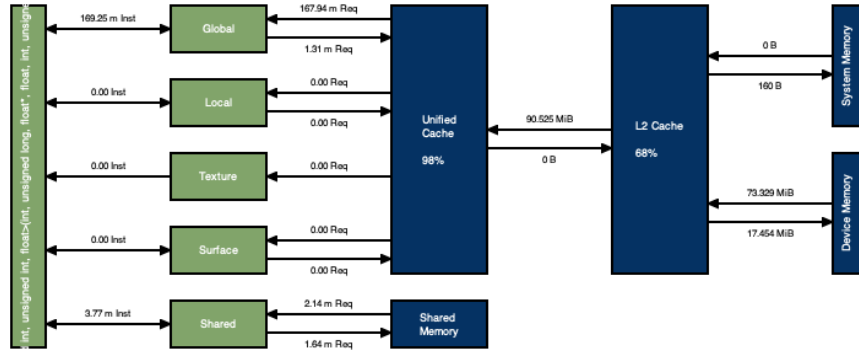 167.94 m Req
169.25 m Inst
Global
1.31 m Req
0 B
System Memory
160 B
0.00 Req
0.00 Inst
Local
0.00 Req
Unified
Cache
98%
90.525 MiB
0 B
L2 Cache
68%
0.00 Req
0.00 Inst
Texture
73.329 MiB
Device Memory
17.454 MiB
0.00 Req
0.00 Inst
Surface
0.00 Req
2.14 m Req
3.77 m Inst
Shared
1.64 m Req
Shared
Memory
int, unsigned int, float>(int, unsigned long, float*, float, int,